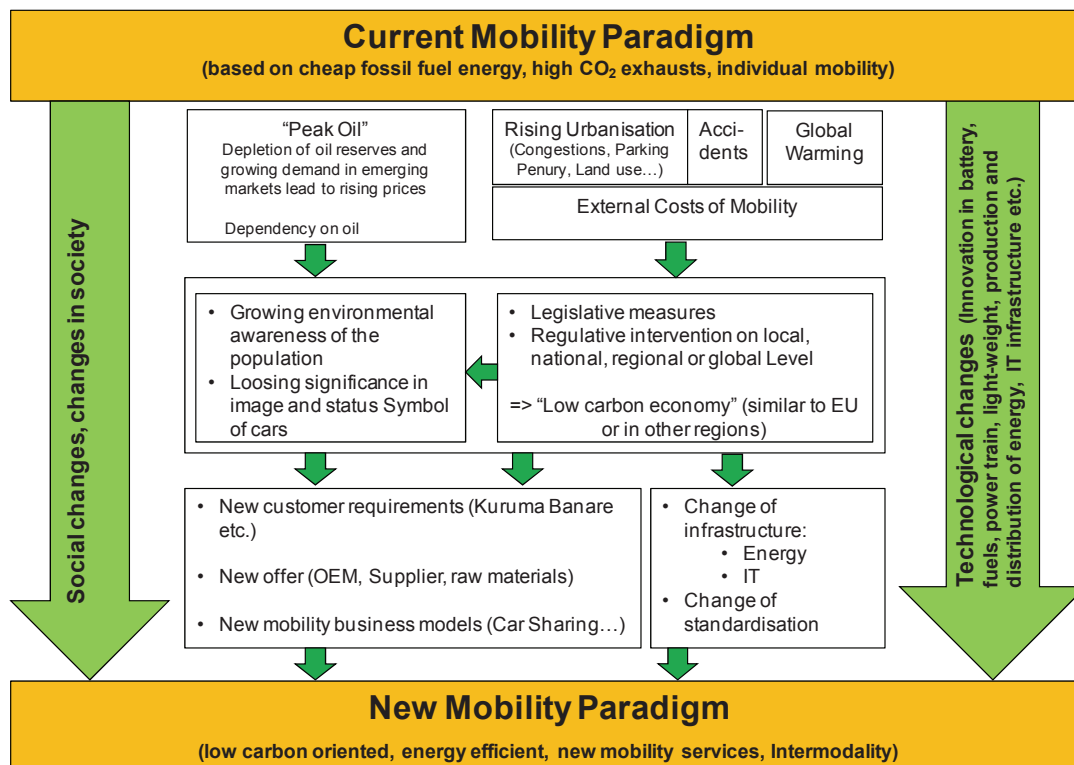 Current Mobility Paradigm
(based on cheap fossil fuel energy, high CO₂ exhausts, individual mobility)
Social changes, changes in society
“Peak Oil”
Depletion of oil reserves and
growing demand in emerging
markets lead to rising prices
Dependency on oil
Rising Urbanisation
(Congestions, Parking
Penury, Land use…)
Acci-
dents
Global
Warming
External Costs of Mobility
• Growing environmental
awareness of the
population
• Loosing significance in
image and status Symbol
of cars
• Legislative measures
• Regulative intervention on local,
national, regional or global Level
=> “Low carbon economy” (similar to EU
or in other regions)
• New customer requirements (Kuruma Banare
etc.)
• New offer (OEM, Supplier, raw materials)
• New mobility business models (Car Sharing…)
• Change of
infrastructure:
• Energy
• IT
• Change of
standardisation
Technological changes (Innovation in battery,
fuels, power train, light-weight, production and
distribution of energy, IT infrastructure etc.)
New Mobility Paradigm
(low carbon oriented, energy efficient, new mobility services, Intermodality)